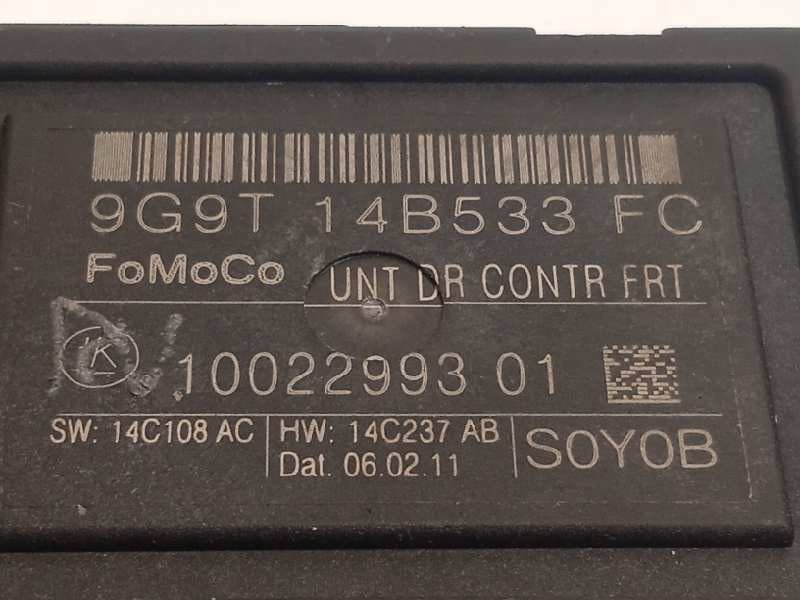 9G9T 14B533 FC
FoMoCo UNT DR CONTR FRT
K 10022993 01
SW: 14C108 AC HW: 14C237 AB
Dat. 06.02.11 S0Y0B